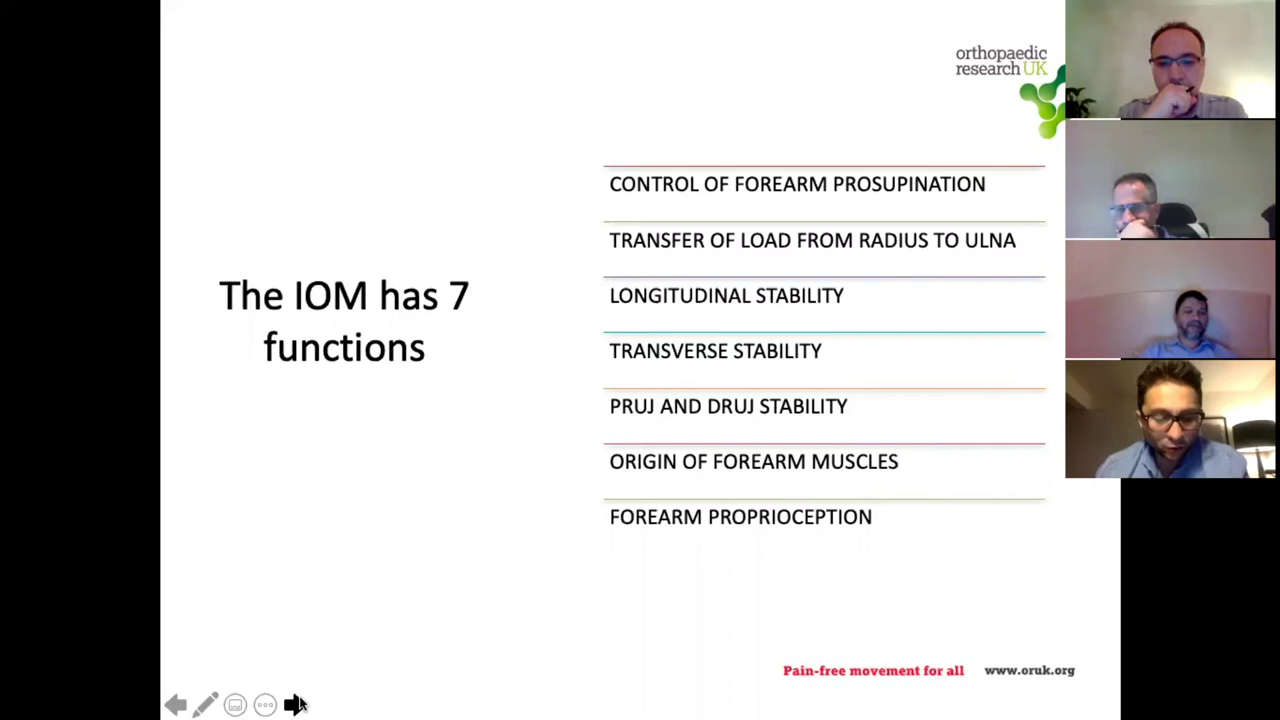 orthopaedic
research UK
The IOM has 7
functions
CONTROL OF FOREARM PROSUPINATION
TRANSFER OF LOAD FROM RADIUS TO ULNA
LONGITUDINAL STABILITY
TRANSVERSE STABILITY
PRUJ AND DRUJ STABILITY
ORIGIN OF FOREARM MUSCLES
FOREARM PROPRIOCEPTION
Pain-free movement for all www.oruk.org